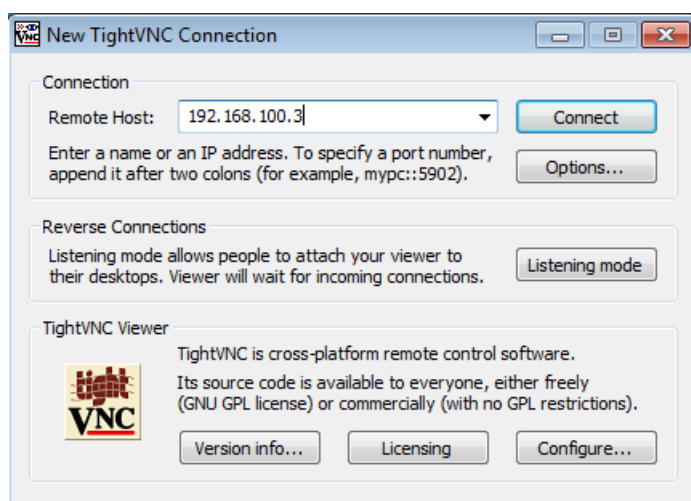 VNC
New TightVNC Connection
Connection
Remote Host:
192.168.100.3
Connect
Enter a name or an IP address. To specify a port number,
append it after two colons (for example, mypc::5902).
Options...
Reverse Connections
Listening mode allows people to attach your viewer to
their desktops. Viewer will wait for incoming connections.
Listening mode
TightVNC Viewer
tight
VNC
TightVNC is cross-platform remote control software.
Its source code is available to everyone, either freely
(GNU GPL license) or commercially (with no GPL restrictions).
Version info...
Licensing
Configure...